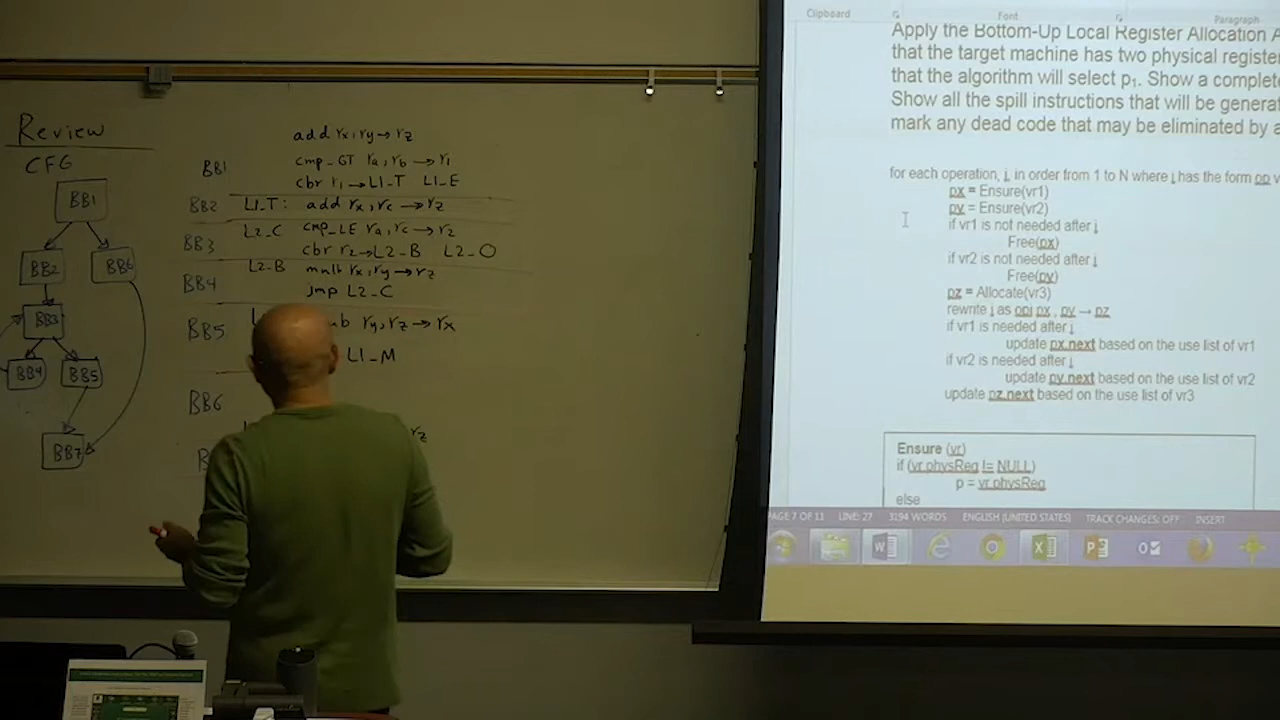 Review
CFG
BB1
BB2
BB6
BB3
BB4
BB5
BB7
add rx, ry → rz
BB1
cmp_GT ra, rb → r1
cbr r1 → L1_T L1_E
BB2 L1_T: add rx, rc → rz
BB3 L2_C cmp_LE ra, rc → r2
cbr r2 → L2_B L2_O
BB4 L2_B mult rx, ry → rz
jmp L2_C
BB5 ry, rz → rx
L1_M
BB6
rz
Clipboard Font Paragraph
Apply the Bottom-Up Local Register Allocation
that the target machine has two physical
that the algorithm will select p1. Show a
Show all the spill instructions that will be
mark any dead code that may be eliminated by
for each operation, i, in order from 1 to N where i has the form op
px = Ensure(vr1)
py = Ensure(vr2)
if vr1 is not needed after i
Free(px)
if vr2 is not needed after i
Free(py)
pz = Allocate(vr3)
rewrite i as opi px , py → pz
if vr1 is needed after i
update px.next based on the use list of vr1
if vr2 is needed after i
update py.next based on the use list of vr2
update pz.next based on the use list of vr3
Ensure (vr)
if (vr.physReg != NULL)
p = vr.physReg
else
PAGE 7 OF 11 LINE: 27 3194 WORDS ENGLISH (UNITED STATES) TRACK CHANGES: OFF INSERT